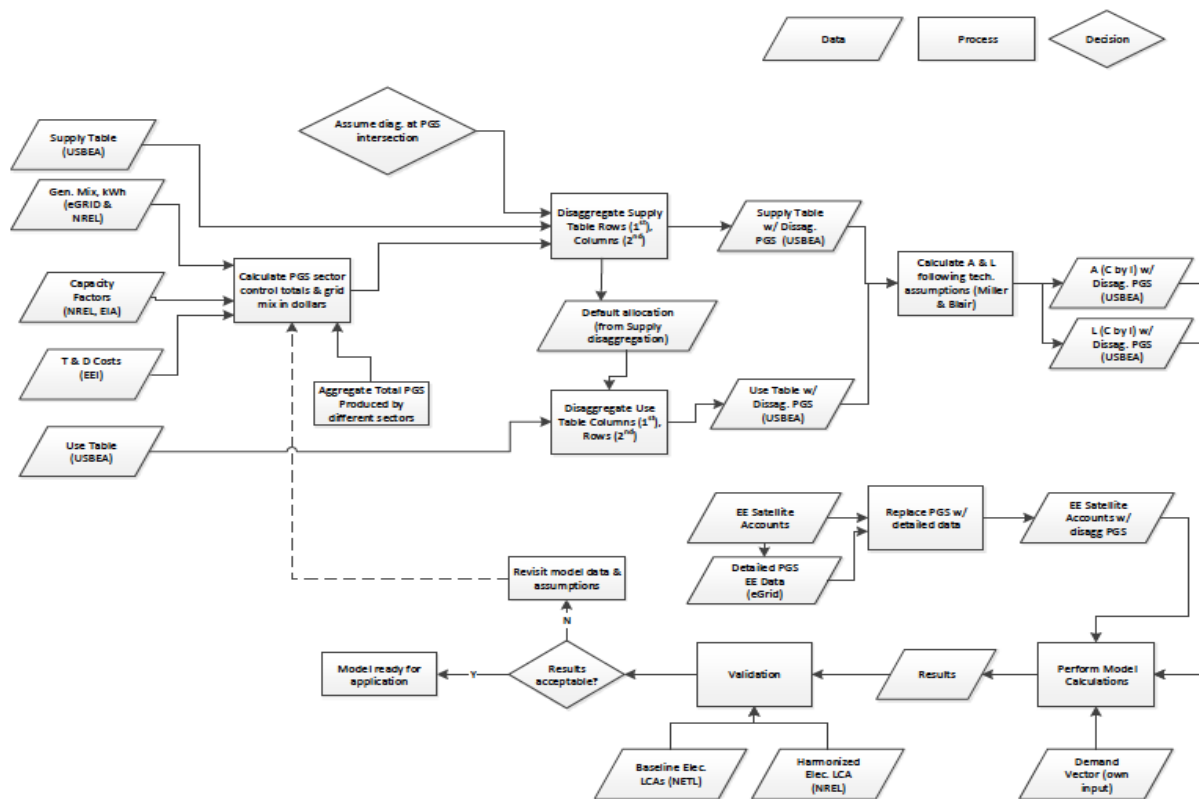 Data
Process
Decision
Assume diag. at PGS
intersection
Supply Table
(USBEA)
Gen. Mix, kWh
(eGRID &
NREL)
Capacity
Factors
(NREL, EIA)
T & D Costs
(EEI)
Use Table
(USBEA)
Calculate PGS sector
control totals & grid
mix in dollars
Aggregate Total PGS
Produced by
different sectors
Disaggregate Supply
Table Rows (1st),
Columns (2nd)
Default allocation
(from Supply
disaggregation)
Disaggregate Use
Table Columns (1st),
Rows (2nd)
Supply Table
w/ Dissag.
PGS (USBEA)
Use Table w/
Dissag. PGS
(USBEA)
Calculate A & L
following tech.
assumptions (Miller
& Blair)
A (C by I) w/
Dissag. PGS
(USBEA)
L (C by I) w/
Dissag. PGS
(USBEA)
EE Satellite
Accounts
Detailed PGS
EE Data
(eGrid)
Replace PGS w/
detailed data
EE Satellite
Accounts w/
disagg PGS
Revisit model data &
assumptions
N
Model ready for
application
Y
Results
acceptable?
Validation
Results
Perform Model
Calculations
Baseline Elec.
LCAs (NETL)
Harmonized
Elec. LCA
(NREL)
Demand
Vector (own
input)